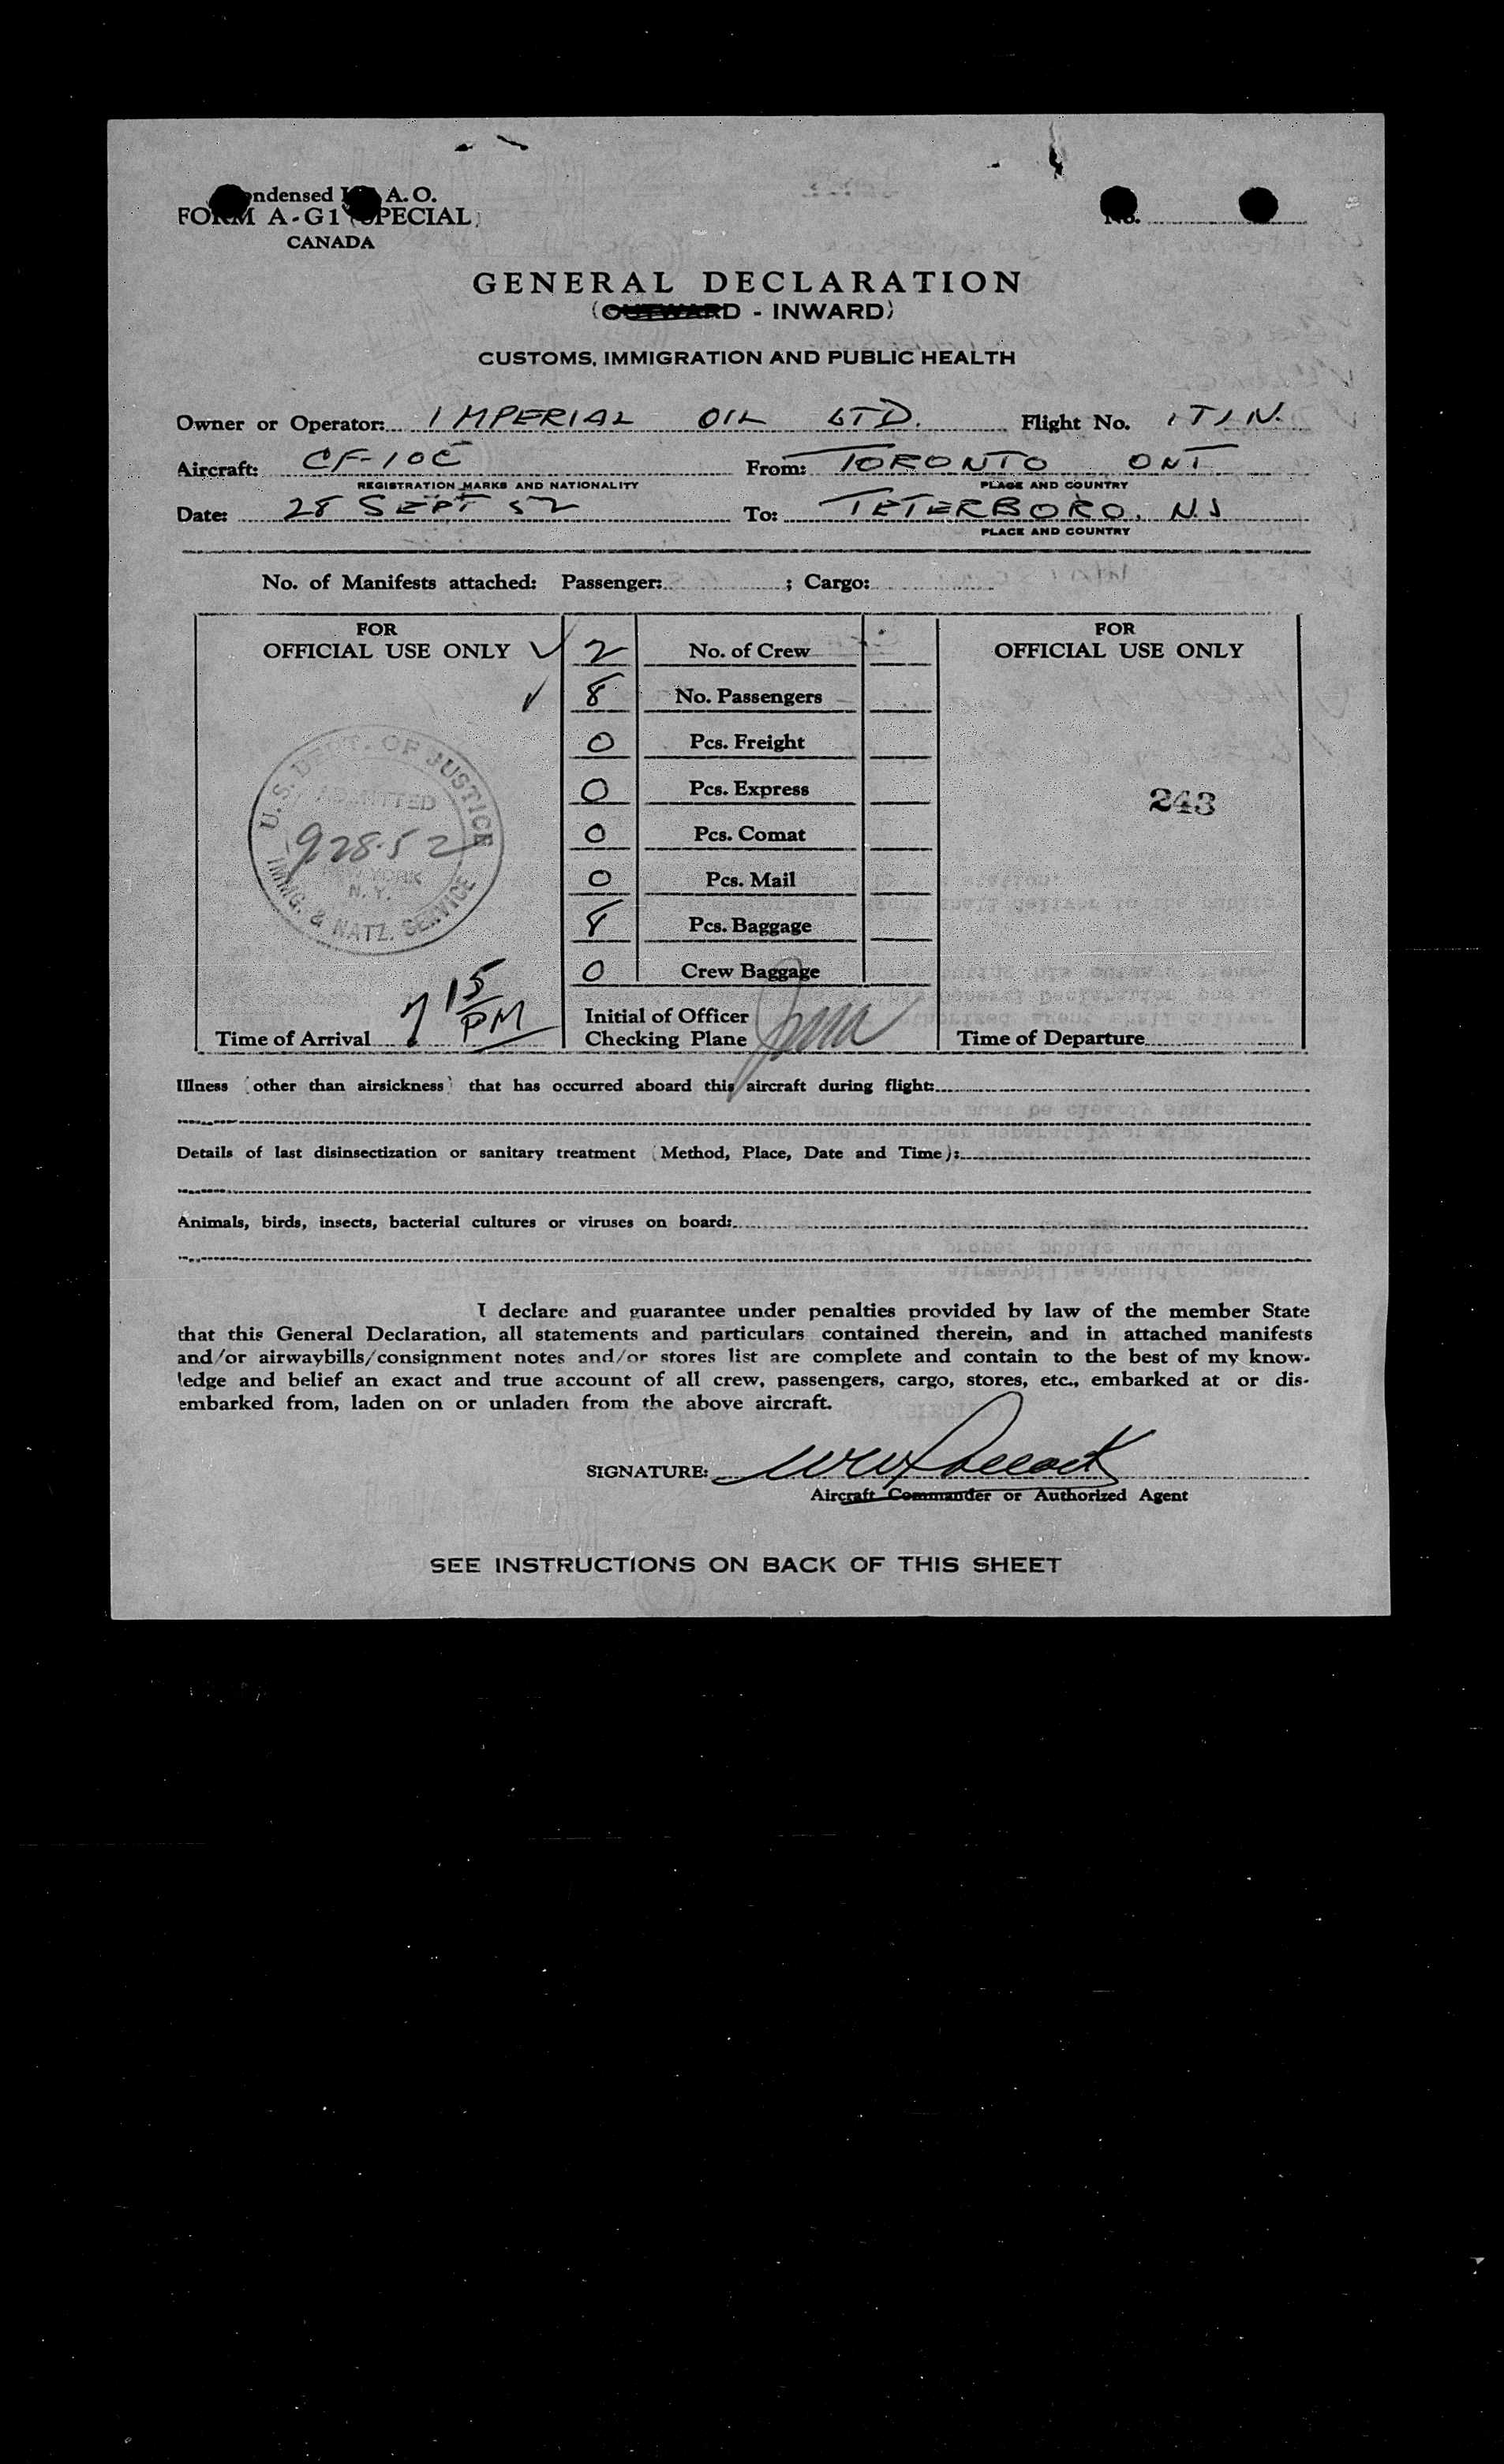 Condensed I.C.A.O. No.
FORM A-G1 (SPECIAL)
CANADA
GENERAL DECLARATION
(OUTWARD - INWARD)
CUSTOMS, IMMIGRATION AND PUBLIC HEALTH
Owner or Operator: IMPERIAL OIL LTD. Flight No. ITIN.
Aircraft: CF-IOE From: TORONTO ONT
REGISTRATION MARKS AND NATIONALITY PLACE AND COUNTRY
Date: 28 SEPT 52 To: TETERBORO, NJ
PLACE AND COUNTRY
No. of Manifests attached: Passenger: ; Cargo:
FOR
OFFICIAL USE ONLY
2 No. of Crew
8 No. Passengers
0 Pcs. Freight
0 Pcs. Express
0 Pcs. Comat
0 Pcs. Mail
8 Pcs. Baggage
0 Crew Baggage
Initial of Officer
Checking Plane
FOR
OFFICIAL USE ONLY
243
U.S. DEPT. OF JUSTICE
ADMITTED
9 28-52
NEW YORK
N.Y.
IMMG. & NATZ. SERVICE
Time of Arrival 7 15 PM
Time of Departure
Illness (other than airsickness) that has occurred aboard this aircraft during flight:
Details of last disinsectization or sanitary treatment (Method, Place, Date and Time):
Animals, birds, insects, bacterial cultures or viruses on board:
I declare and guarantee under penalties provided by law of the member State
that this General Declaration, all statements and particulars contained therein, and in attached manifests
and/or airwaybills/consignment notes and/or stores list are complete and contain to the best of my know-
ledge and belief an exact and true account of all crew, passengers, cargo, stores, etc., embarked at or dis-
embarked from, laden on or unladen from the above aircraft.
SIGNATURE:
Aircraft Commander or Authorized Agent
SEE INSTRUCTIONS ON BACK OF THIS SHEET